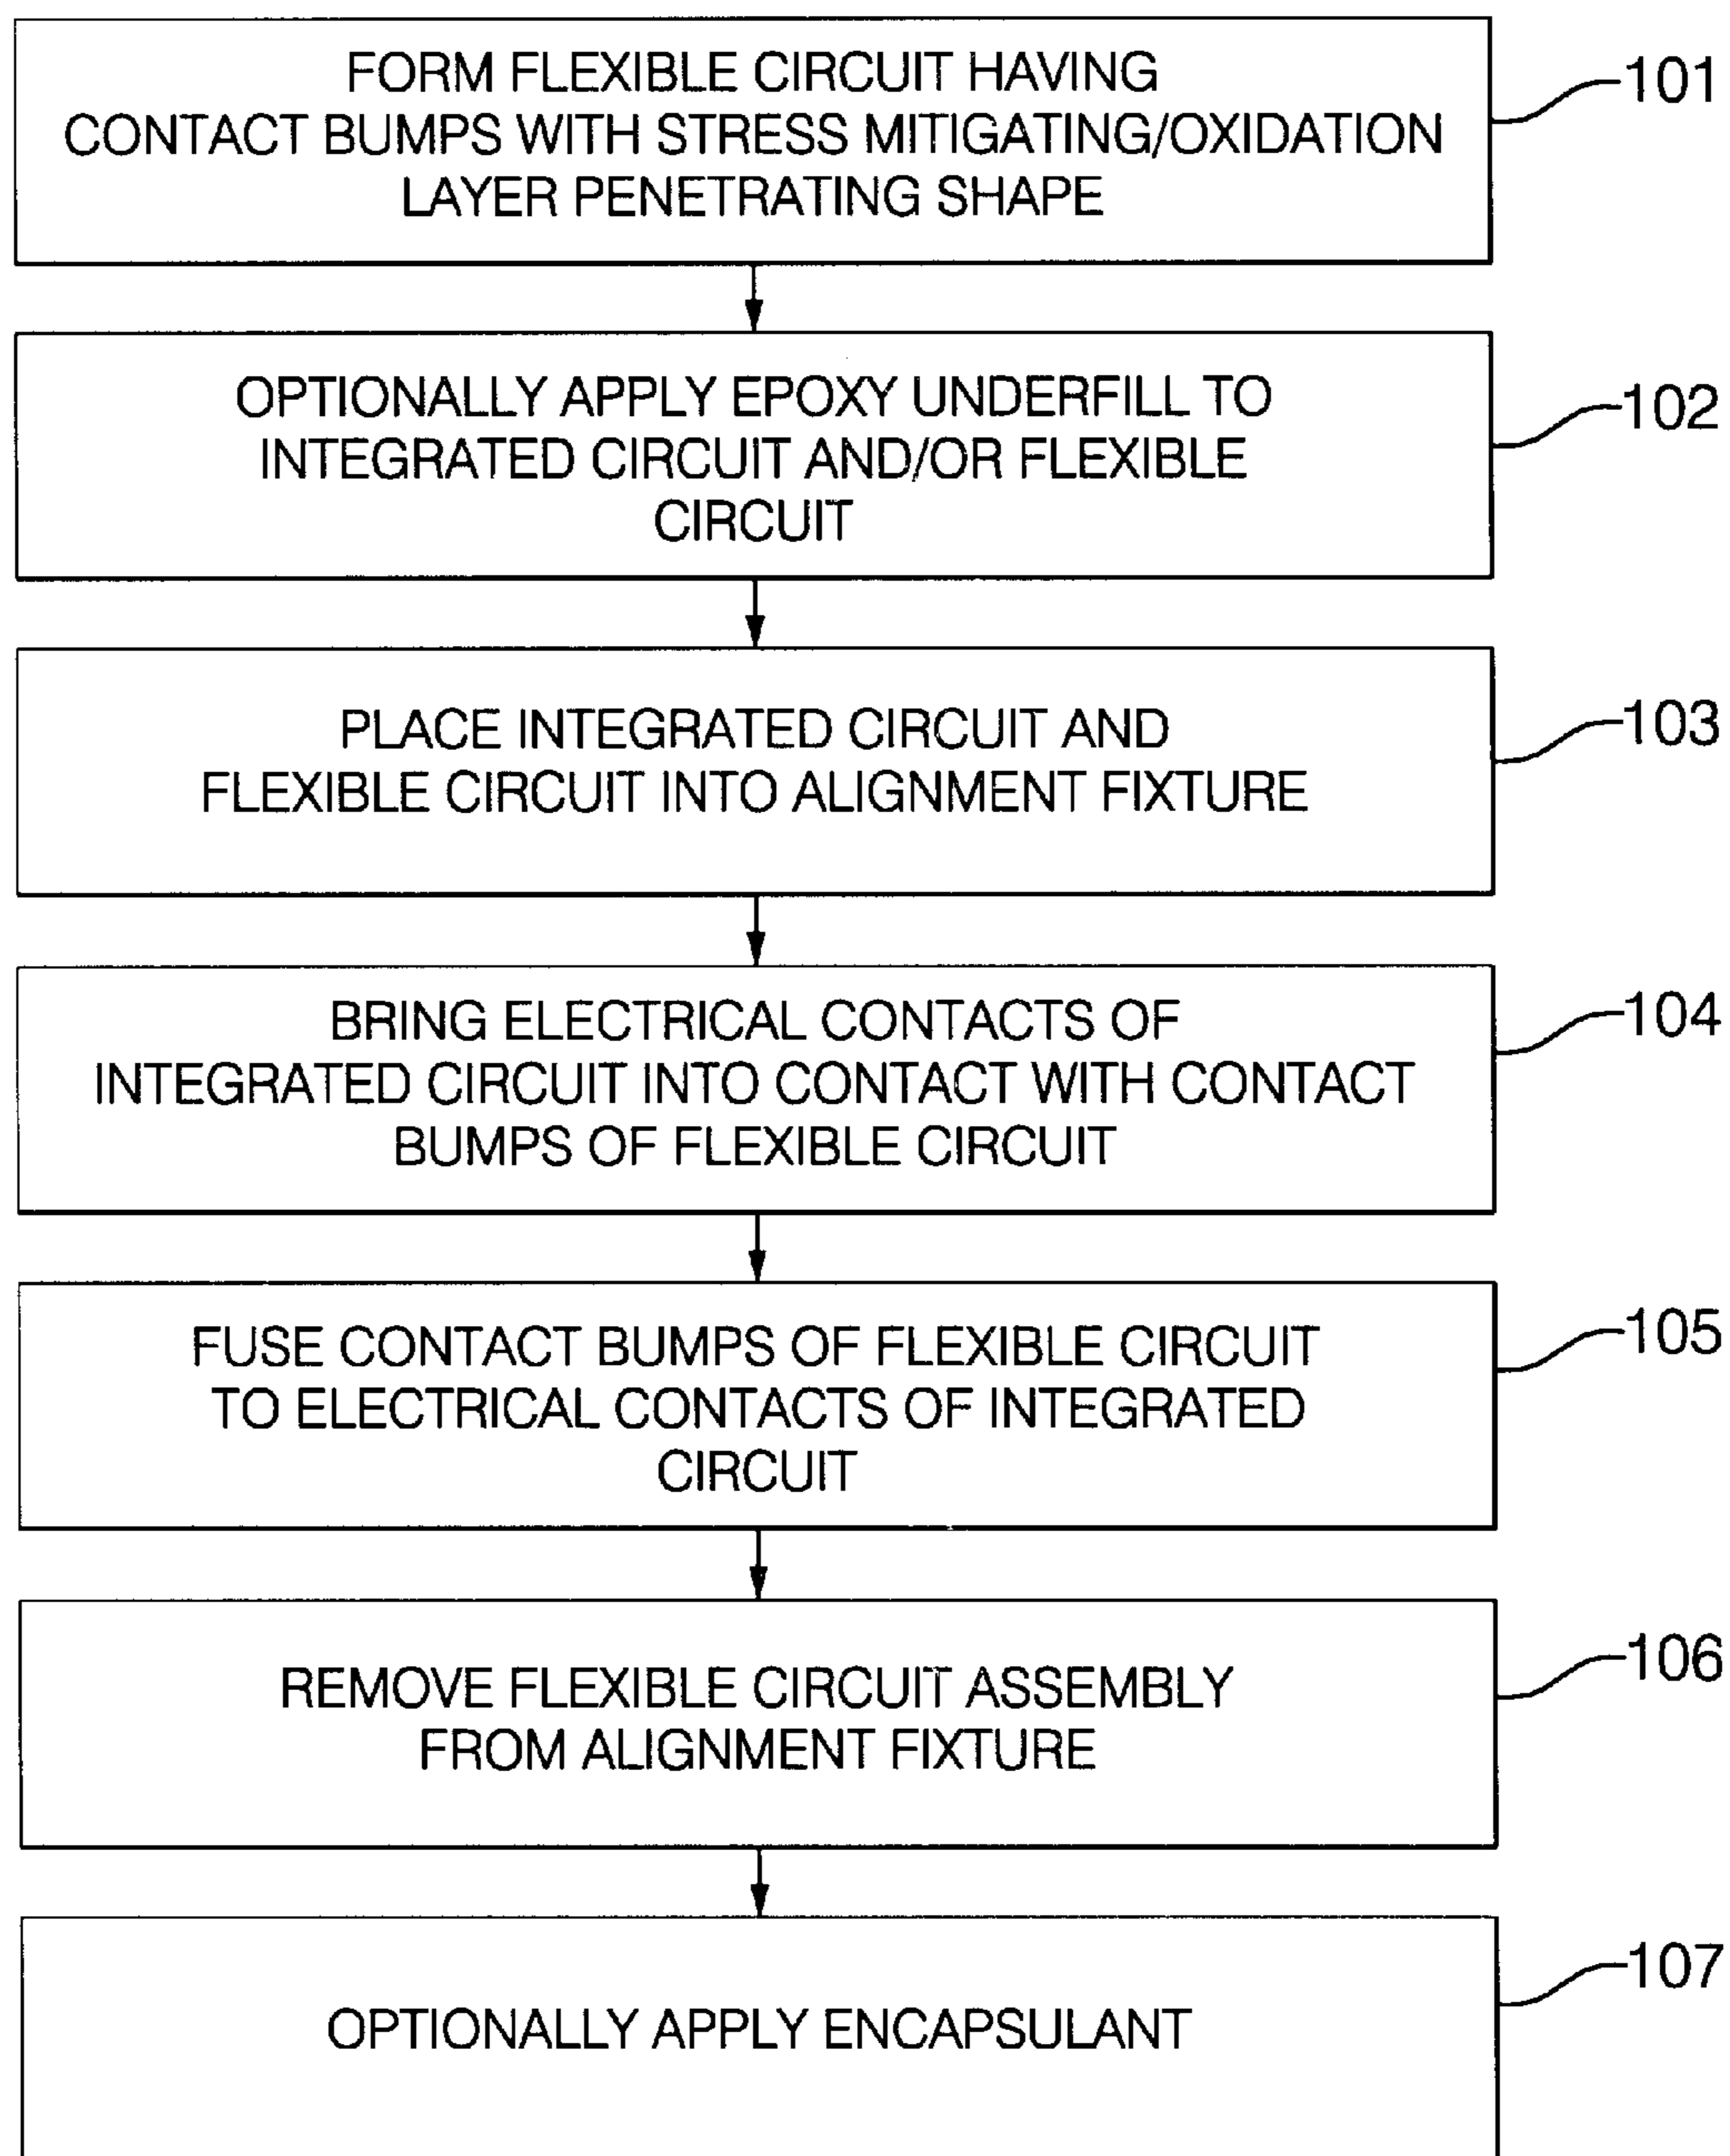 FORM FLEXIBLE CIRCUIT HAVING
CONTACT BUMPS WITH STRESS MITIGATING/OXIDATION
LAYER PENETRATING SHAPE
101
OPTIONALLY APPLY EPOXY UNDERFILL TO
INTEGRATED CIRCUIT AND/OR FLEXIBLE
CIRCUIT
102
PLACE INTEGRATED CIRCUIT AND
FLEXIBLE CIRCUIT INTO ALIGNMENT FIXTURE
103
BRING ELECTRICAL CONTACTS OF
INTEGRATED CIRCUIT INTO CONTACT WITH CONTACT
BUMPS OF FLEXIBLE CIRCUIT
104
FUSE CONTACT BUMPS OF FLEXIBLE CIRCUIT
TO ELECTRICAL CONTACTS OF INTEGRATED
CIRCUIT
105
REMOVE FLEXIBLE CIRCUIT ASSEMBLY
FROM ALIGNMENT FIXTURE
106
OPTIONALLY APPLY ENCAPSULANT
107